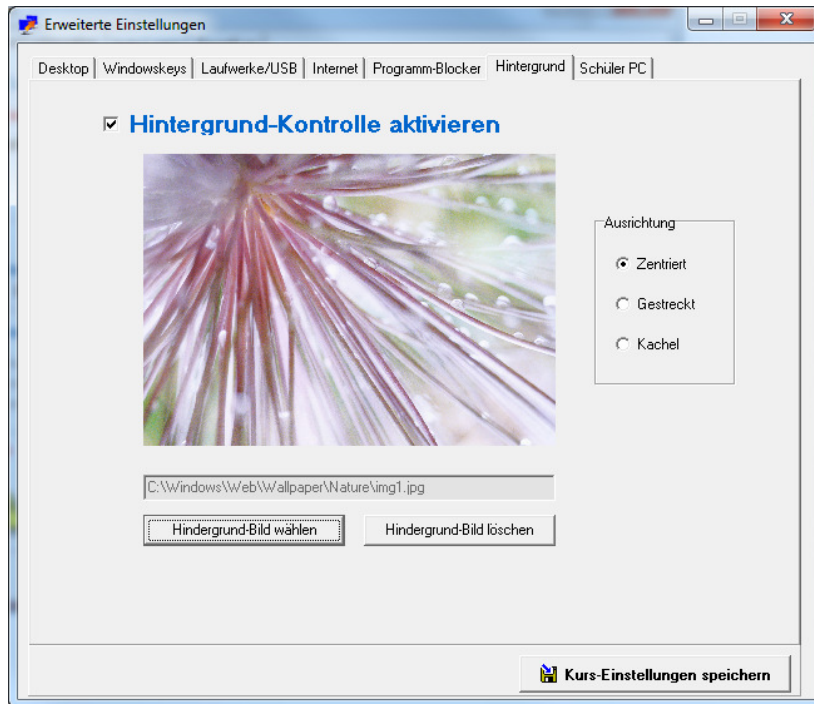 Erweiterte Einstellungen
Desktop Windowskeys Laufwerke/USB Internet Programm-Blocker Hintergrund Schüler PC
Hintergrund-Kontrolle aktivieren
Ausrichtung
Zentriert
Gestreckt
Kachel
C:\Windows\Web\Wallpaper\Nature\img1.jpg
Hindergrund-Bild wählen Hindergrund-Bild löschen
Kurs-Einstellungen speichern